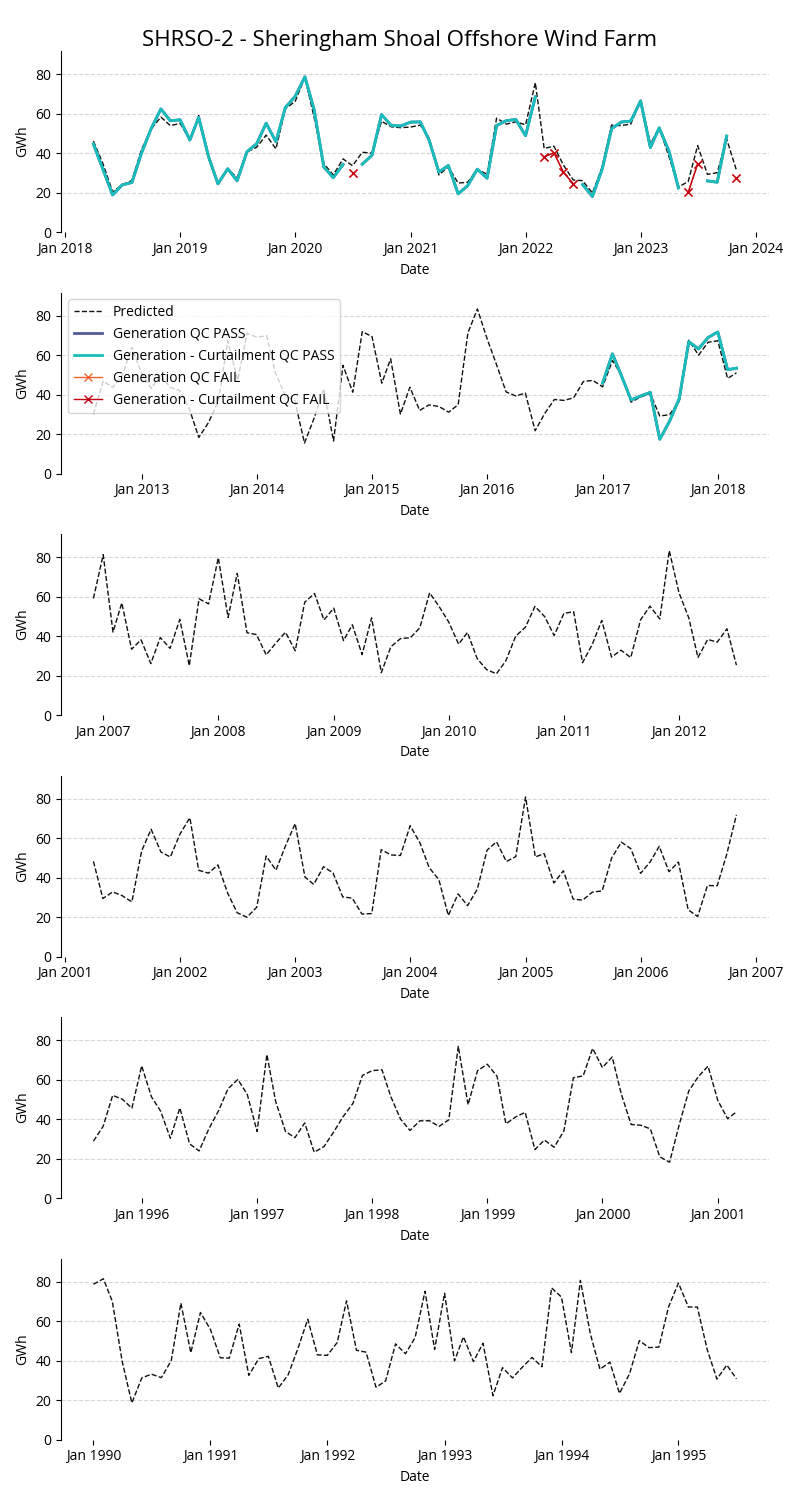 SHRSO-2 - Sheringham Shoal Offshore Wind Farm
GWh
80
60
40
20
0
Jan 2018 Jan 2019 Jan 2020 Jan 2021 Jan 2022 Jan 2023 Jan 2024
Date
GWh
80
60
40
20
0
Predicted
Generation QC PASS
Generation - Curtailment QC PASS
Generation QC FAIL
Generation - Curtailment QC FAIL
Jan 2013 Jan 2014 Jan 2015 Jan 2016 Jan 2017 Jan 2018
Date
GWh
80
60
40
20
0
Jan 2007 Jan 2008 Jan 2009 Jan 2010 Jan 2011 Jan 2012
Date
GWh
80
60
40
20
0
Jan 2001 Jan 2002 Jan 2003 Jan 2004 Jan 2005 Jan 2006 Jan 2007
Date
GWh
80
60
40
20
0
Jan 1996 Jan 1997 Jan 1998 Jan 1999 Jan 2000 Jan 2001
Date
GWh
80
60
40
20
0
Jan 1990 Jan 1991 Jan 1992 Jan 1993 Jan 1994 Jan 1995
Date